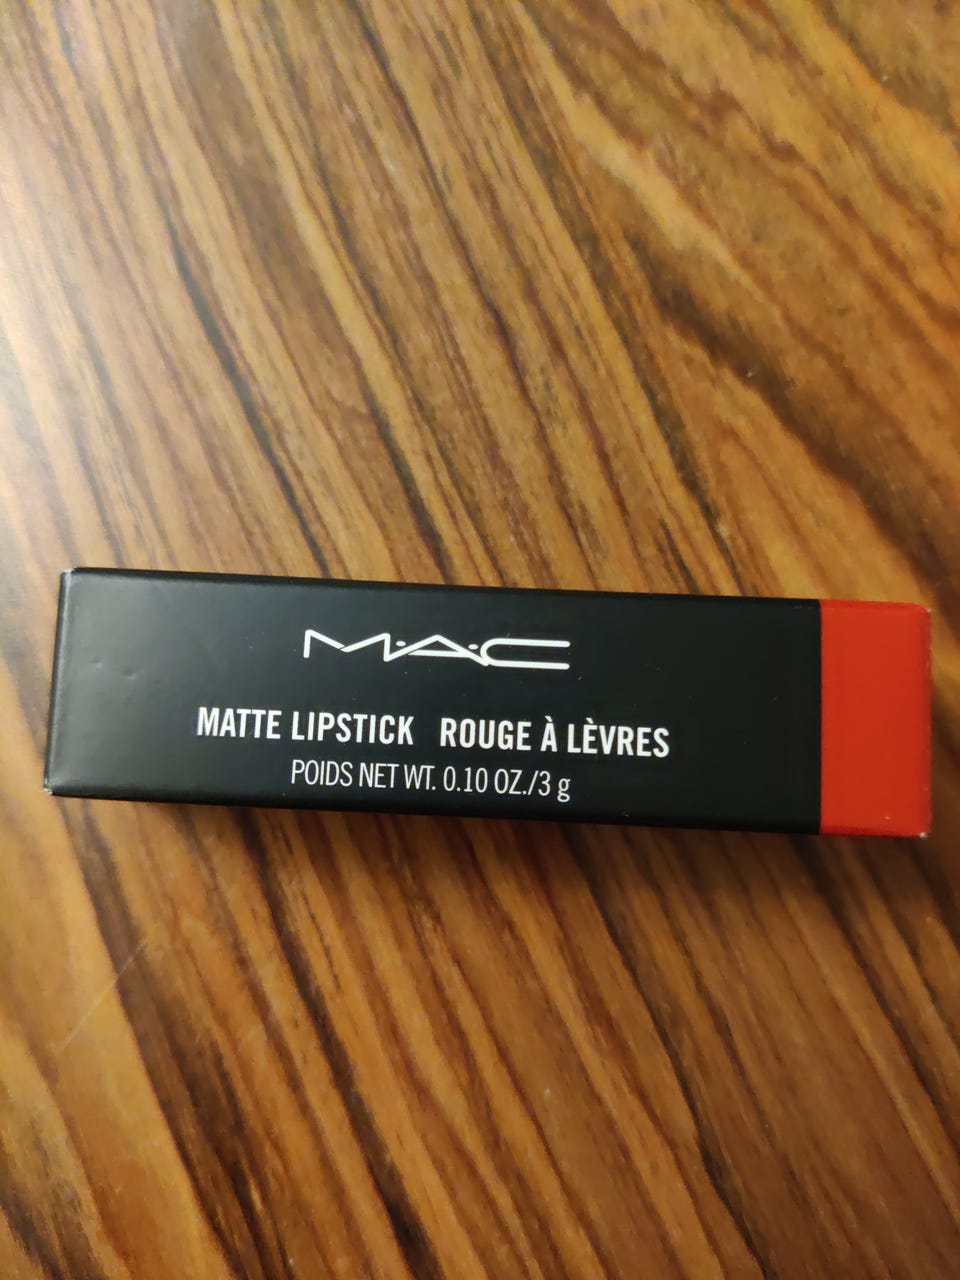 M·A·C
MATTE LIPSTICK ROUGE À LÈVRES
POIDS NET WT. 0.10 OZ./3 g